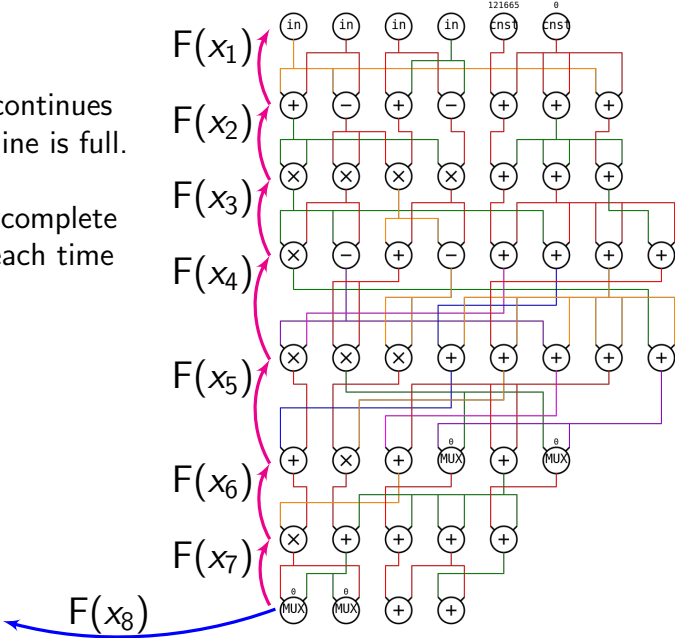 121665 0
in in in in cnst cnst
F(x₁)
continues
+ − + − + + +
F(x₂)
ine is full.
× × × × + + +
F(x₃)
complete
each time
× − + − + + + +
F(x₄)
× × × + + + + +
F(x₅)
0 0
+ × + MUX + MUX
F(x₆)
× + + + +
F(x₇)
0 0
MUX MUX + +
F(x₈)